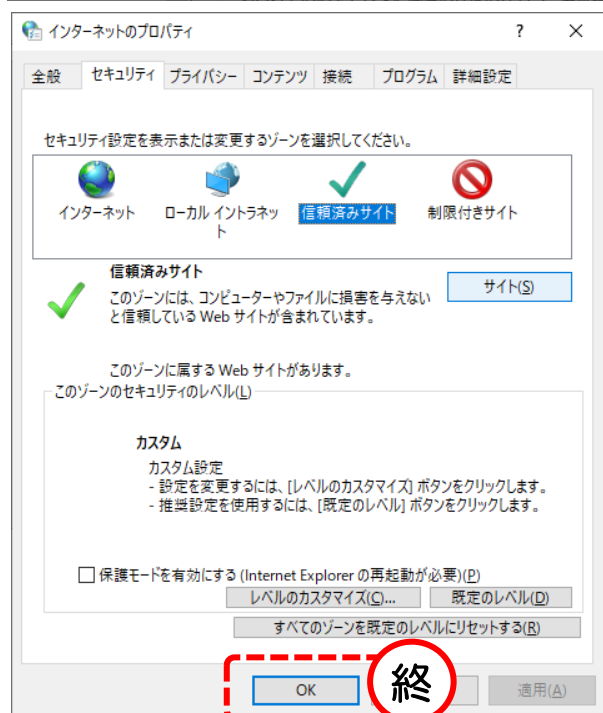 インターネットのプロパティ ? ×
全般 セキュリティ プライバシー コンテンツ 接続 プログラム 詳細設定
セキュリティ設定を表示または変更するゾーンを選択してください。
インターネット ローカル イントラネッ 信頼済みサイト 制限付きサイト
ト
信頼済みサイト
サイト(S)
このゾーンには、コンピューターやファイルに損害を与えない
と信頼している Web サイトが含まれています。
このゾーンに属する Web サイトがあります。
このゾーンのセキュリティのレベル(L)
カスタム
カスタム設定
- 設定を変更するには、[レベルのカスタマイズ] ボタンをクリックします。
- 推奨設定を使用するには、[既定のレベル] ボタンをクリックします。
保護モードを有効にする (Internet Explorer の再起動が必要)(P)
レベルのカスタマイズ(C)... 既定のレベル(D)
すべてのゾーンを既定のレベルにリセットする(R)
OK 終 適用(A)